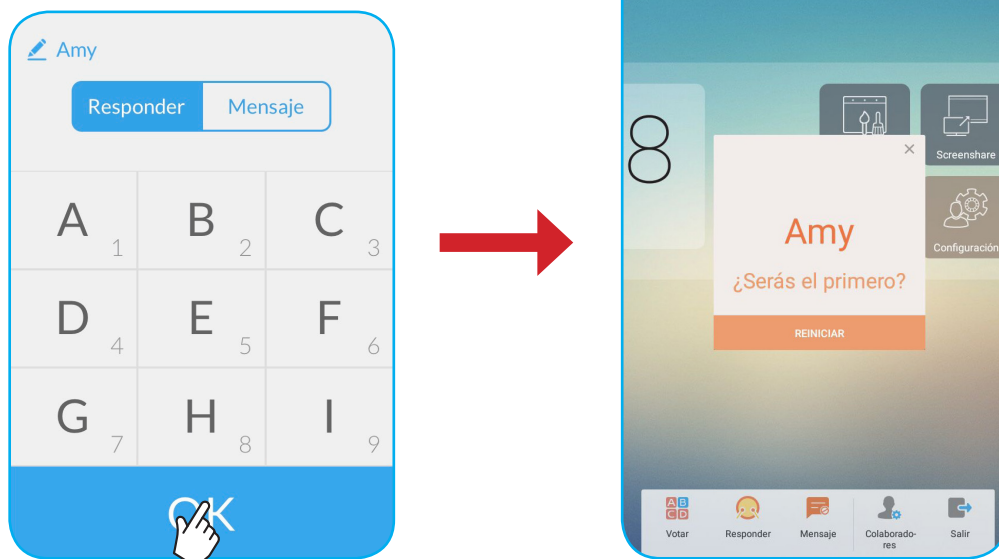 Amy
Responder Mensaje
A 1 B 2 C 3
D 4 E 5 F 6
G 7 H 8 I 9
OK
8
Screenshare
Configuración
×
Amy
¿Serás el primero?
REINICIAR
A B
C D
Votar Responder Mensaje Colaborado-
res
Salir